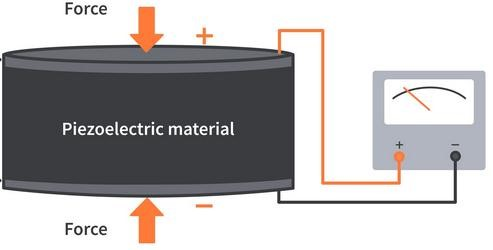 Force
+
Piezoelectric material
+ −
−
Force